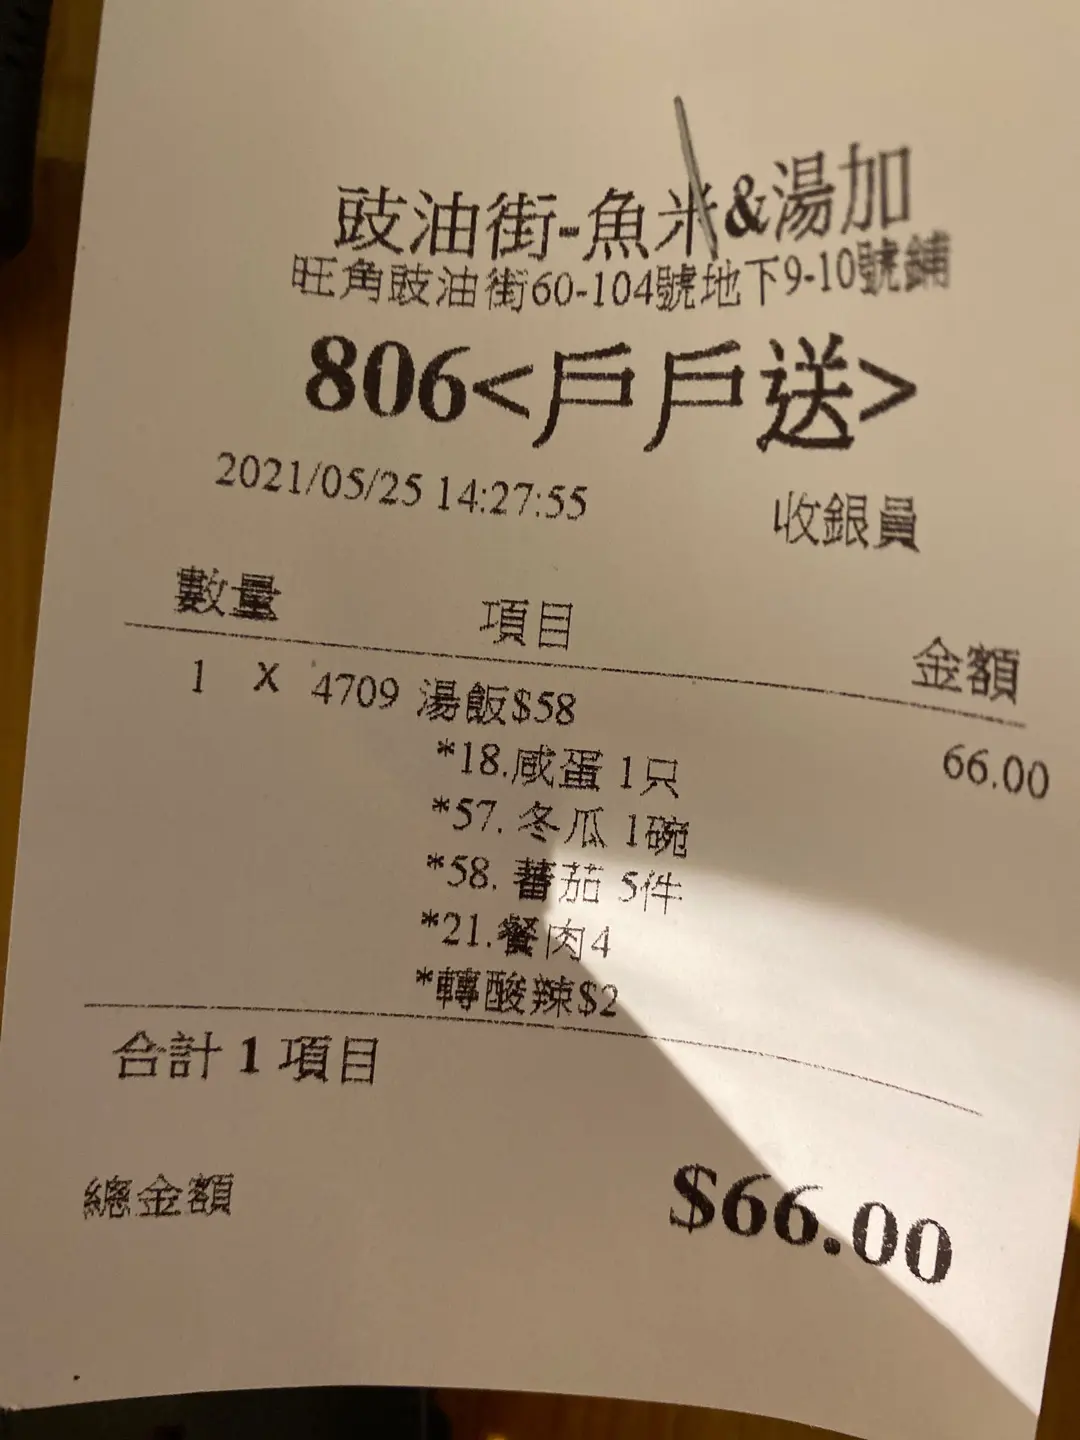 豉油街-魚米&湯加
旺角豉油街60-104號地下9-10號鋪
806<戶戶送>
2021/05/25 14:27:55 收銀員
數量 項目 金額
1 X 4709 湯飯$58 66.00
*18.咸蛋 1只
*57. 冬瓜 1碗
*58. 蕃茄 5件
*21.餐肉4
*轉酸辣$2
合計 1 項目
總金額 $66.00